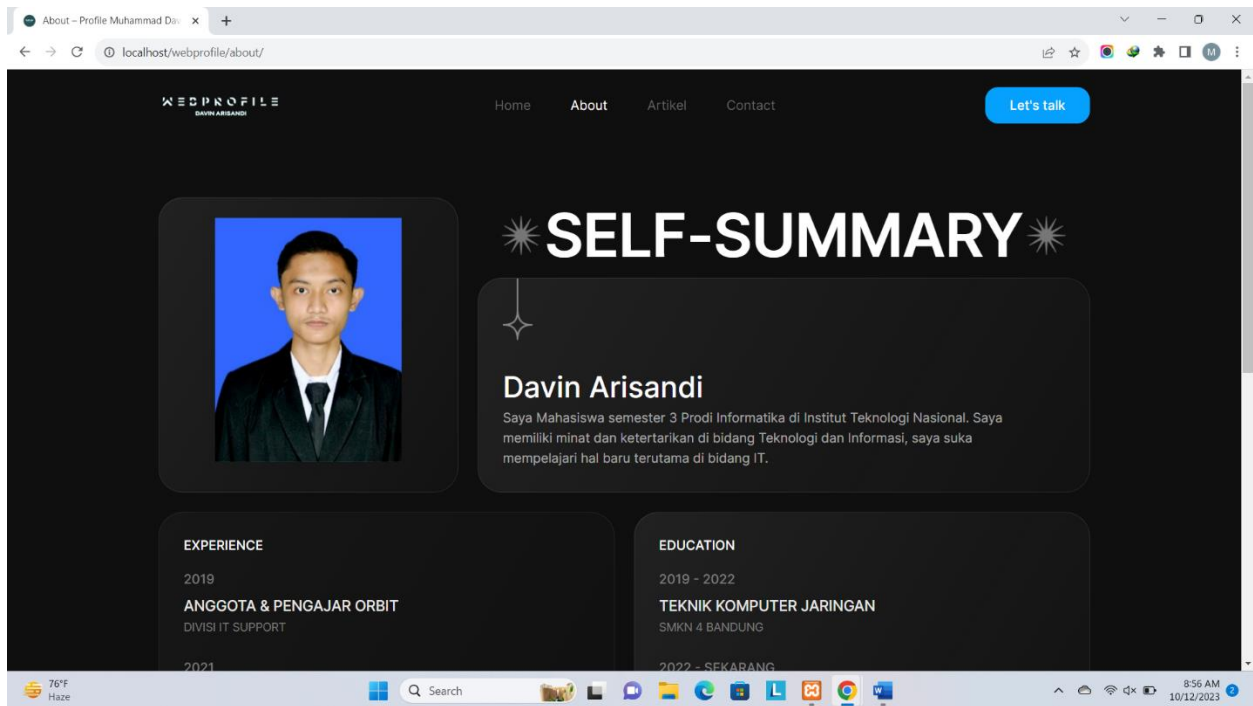 About – Profile Muhammad Da
localhost/webprofile/about/
M
WEBPROFILE
DAVIN ARISANDI
Home About Artikel Contact Let's talk
SELF-SUMMARY
Davin Arisandi
Saya Mahasiswa semester 3 Prodi Informatika di Institut Teknologi Nasional. Saya
memiliki minat dan ketertarikan di bidang Teknologi dan Informasi, saya suka
mempelajari hal baru terutama di bidang IT.
EXPERIENCE
2019
ANGGOTA & PENGAJAR ORBIT
DIVISI IT SUPPORT
2021
EDUCATION
2019 - 2022
TEKNIK KOMPUTER JARINGAN
SMKN 4 BANDUNG
2022 - SEKARANG
76°F
Haze
Search
L
8:56 AM
10/12/2023
2